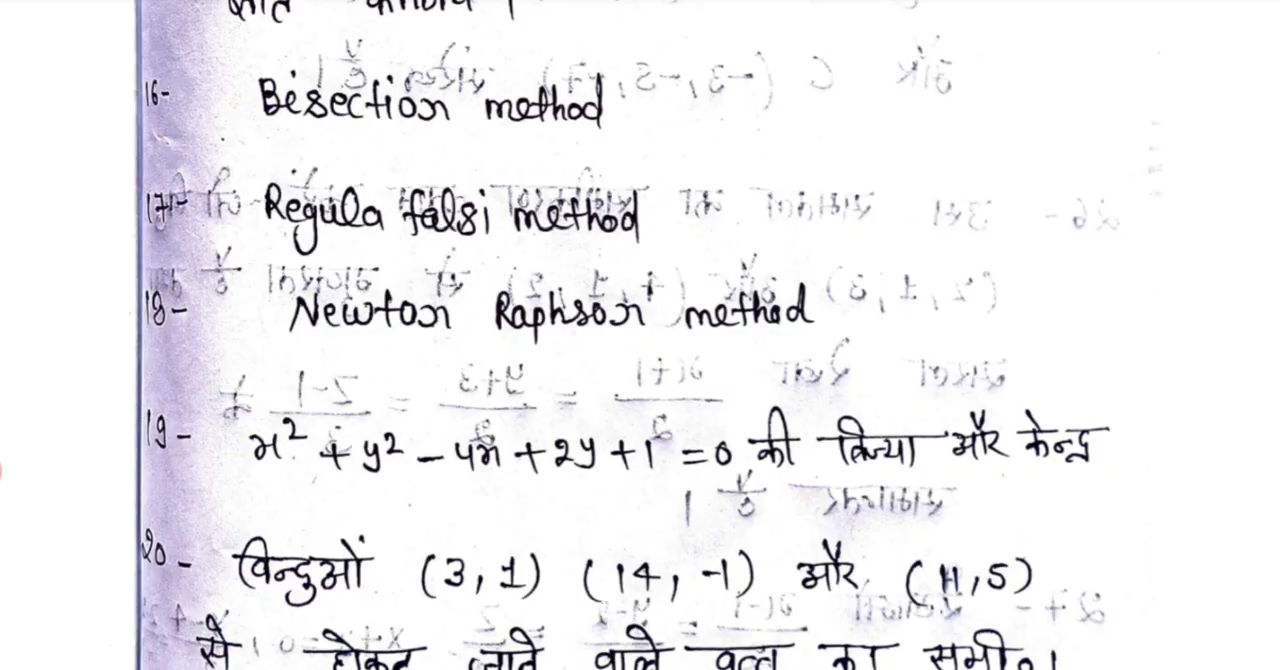 ज्ञात कीजिये |
16- Bisection method
17- Regula falsi method
18- Newton Raphson method
19- x² + y² - 4x + 2y + 1 = 0 की त्रिज्या और केन्द्र
20- बिन्दुओं (3, 1) (14, -1) और (11, 5)
से होकर जाने वाले वृत्त का समी० |